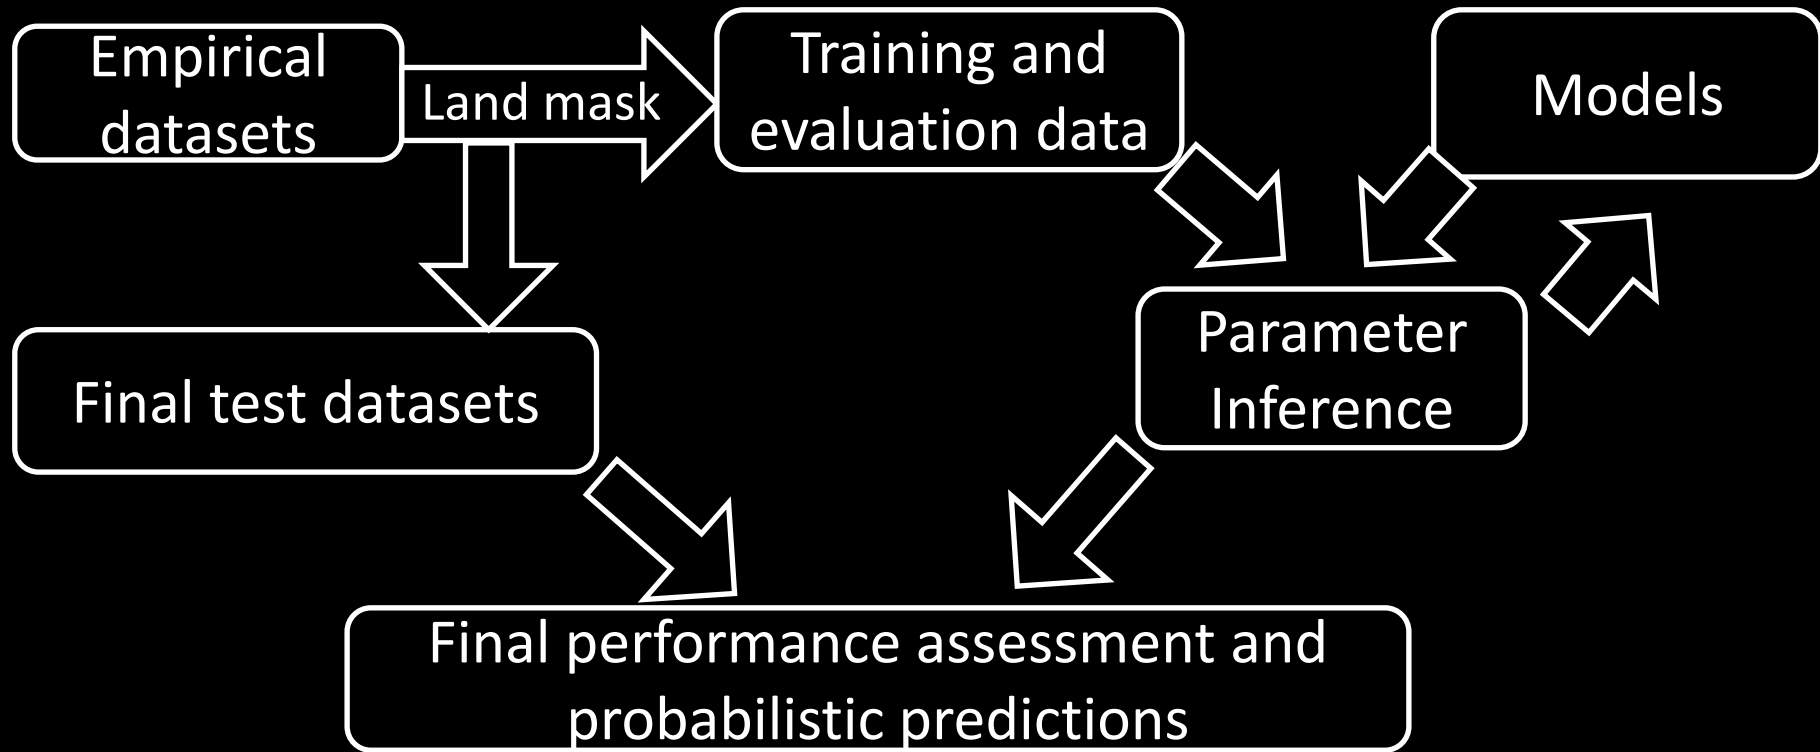 Empirical
datasets
Land mask
Training and
evaluation data
Models
Parameter
Inference
Final test datasets
Final performance assessment and
probabilistic predictions